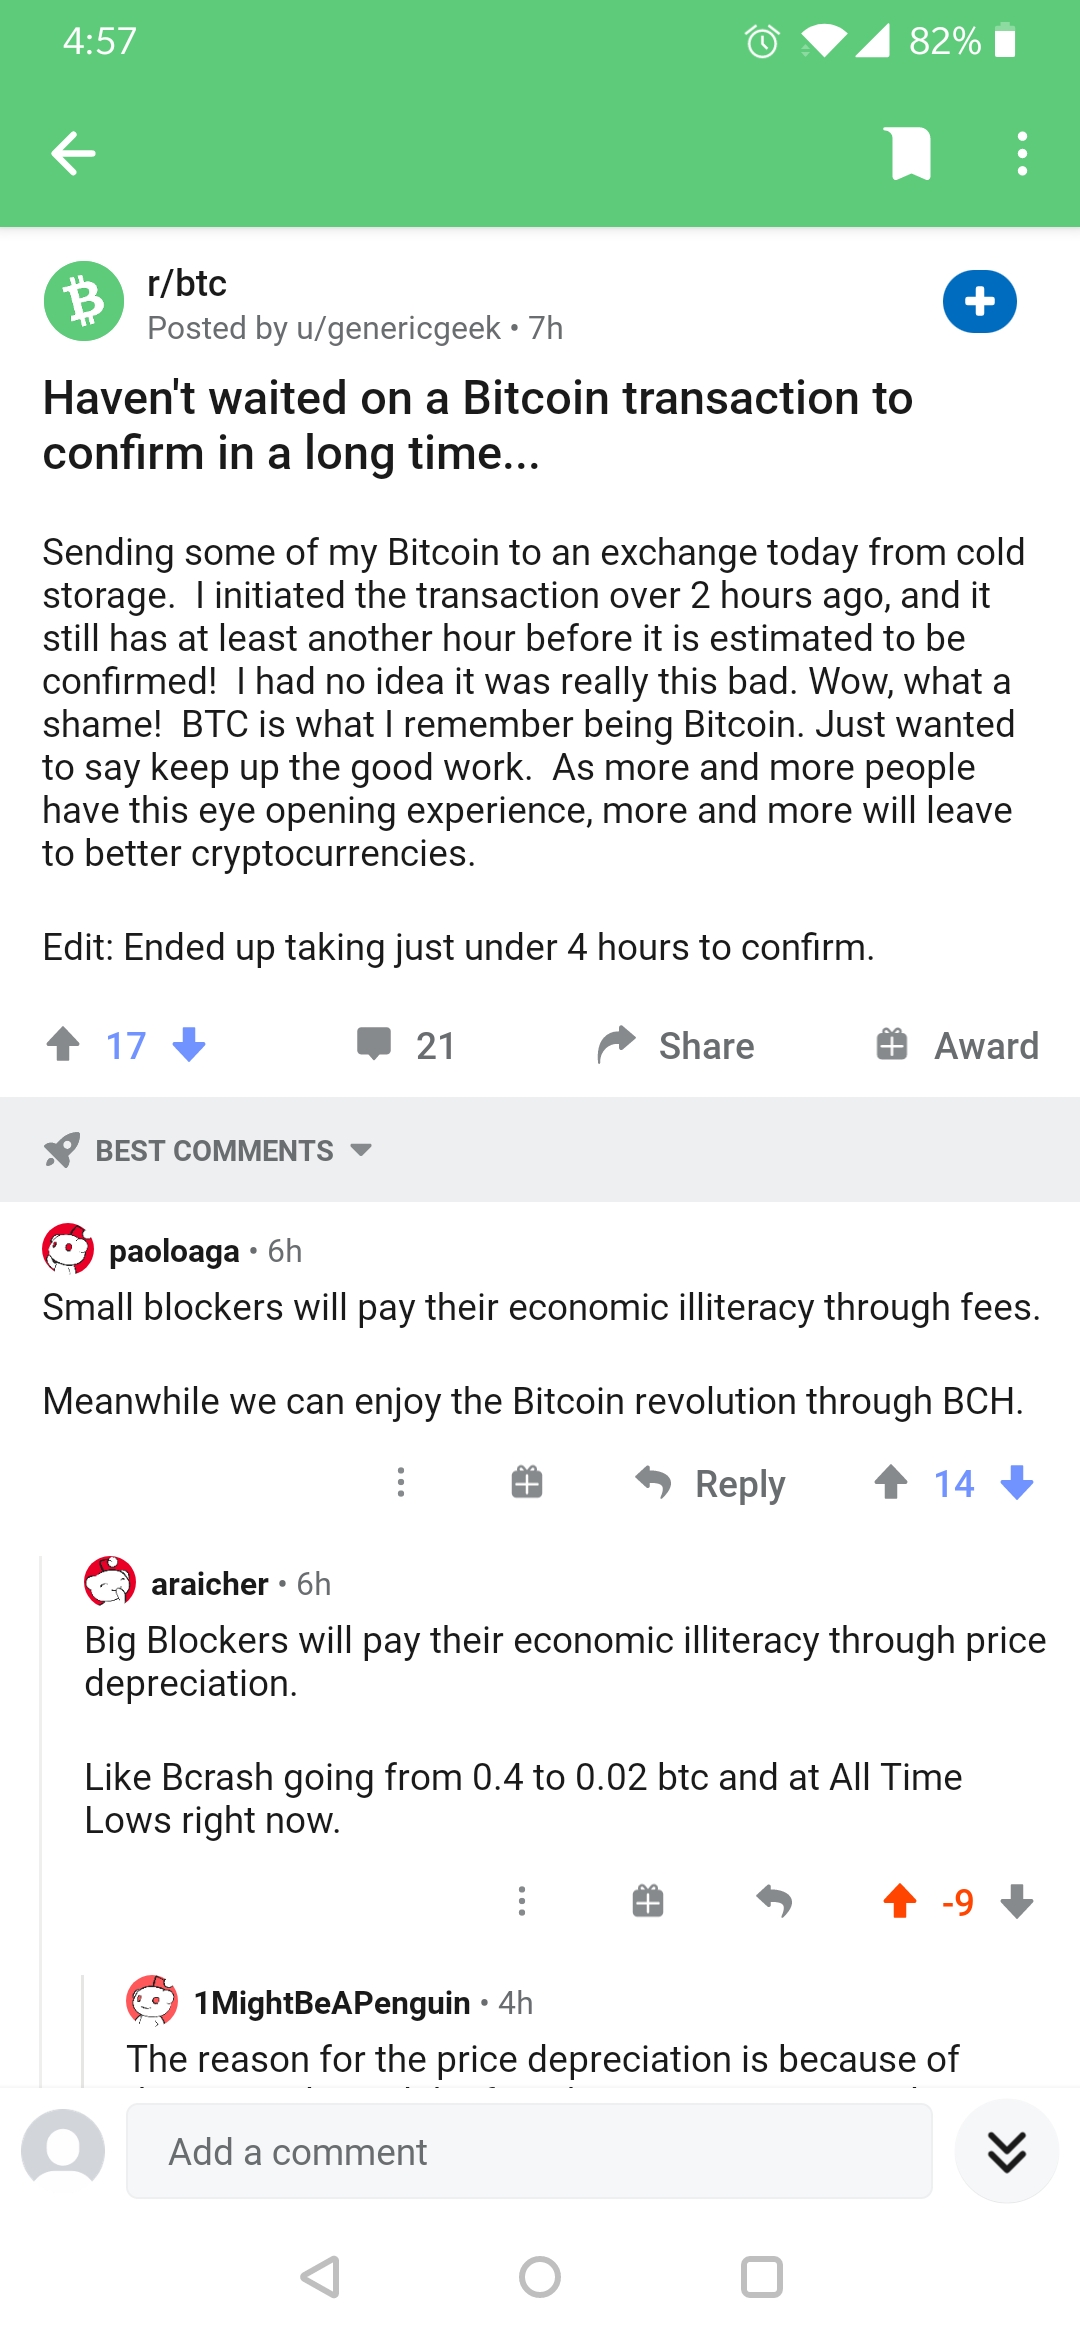 4:57
82%
r/btc
Posted by u/genericgeek • 7h
Haven't waited on a Bitcoin transaction to
confirm in a long time...
Sending some of my Bitcoin to an exchange today from cold
storage.  I initiated the transaction over 2 hours ago, and it
still has at least another hour before it is estimated to be
confirmed!  I had no idea it was really this bad. Wow, what a
shame!  BTC is what I remember being Bitcoin. Just wanted
to say keep up the good work.  As more and more people
have this eye opening experience, more and more will leave
to better cryptocurrencies.
Edit: Ended up taking just under 4 hours to confirm.
17 21 Share Award
BEST COMMENTS
paoloaga • 6h
Small blockers will pay their economic illiteracy through fees.
Meanwhile we can enjoy the Bitcoin revolution through BCH.
Reply 14
araicher • 6h
Big Blockers will pay their economic illiteracy through price
depreciation.
Like Bcrash going from 0.4 to 0.02 btc and at All Time
Lows right now.
-9
1MightBeAPenguin • 4h
The reason for the price depreciation is because of
Add a comment